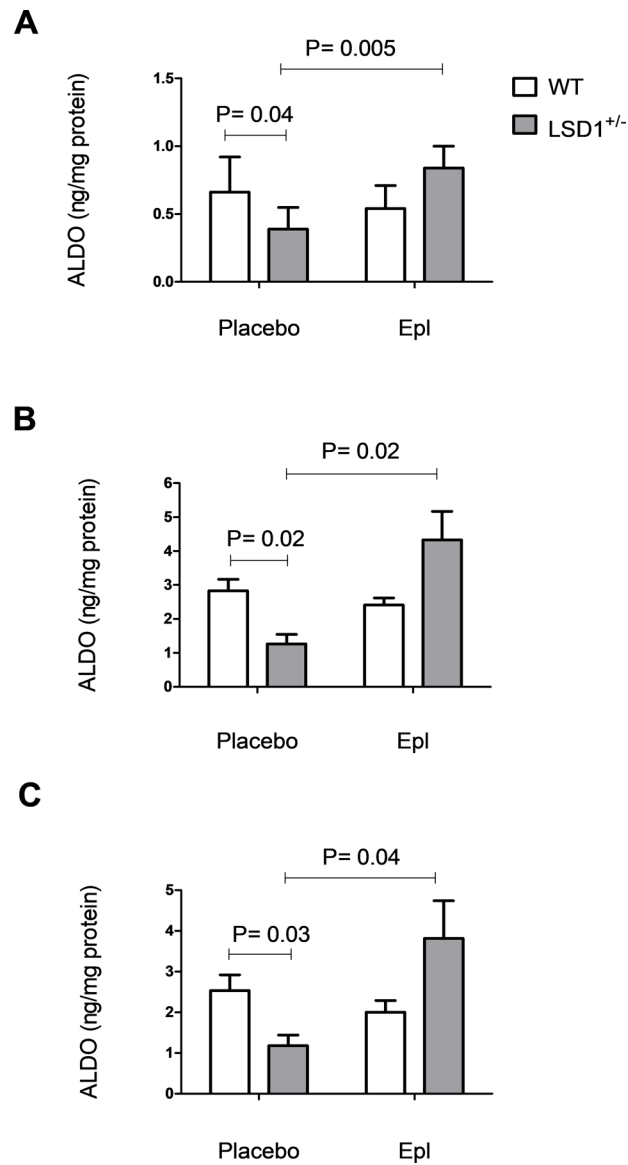 A
P= 0.005
WT
LSD1+/-
P= 0.04
ALDO (ng/mg protein)
1.5
1.0
0.5
0.0
Placebo
Epl
B
P= 0.02
P= 0.02
ALDO (ng/mg protein)
6
5
4
3
2
1
0
Placebo
Epl
C
P= 0.04
P= 0.03
ALDO (ng/mg protein)
5
4
3
2
1
0
Placebo
Epl